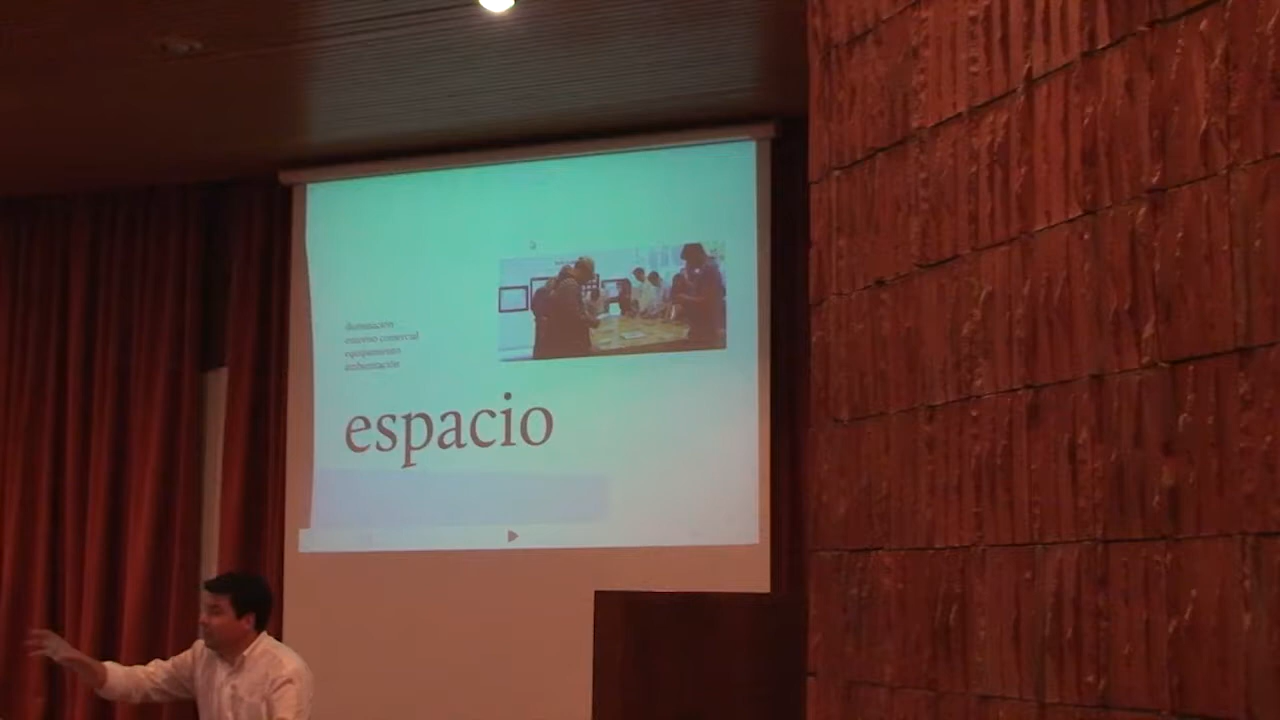 iluminación
entorno comercial
equipamiento
ambientación
espacio